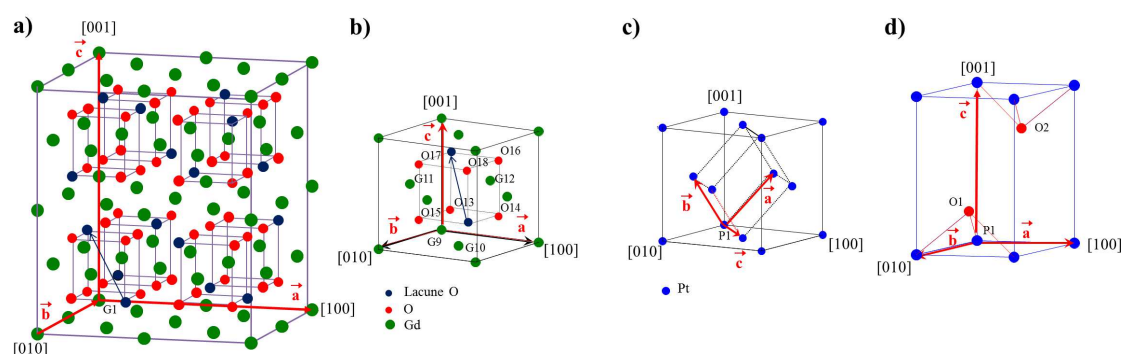 a)
[001]
c
b
G1
a
[100]
[010]
b)
[001]
c
O17
O18
O16
G11
G12
O13
O15
O14
b
G9
a
G10
[010]
[100]
Lacune O
O
Gd
c)
[001]
b
a
P1
c
[010]
[100]
Pt
d)
[001]
c
O2
O1
P1
b
a
[100]
[010]